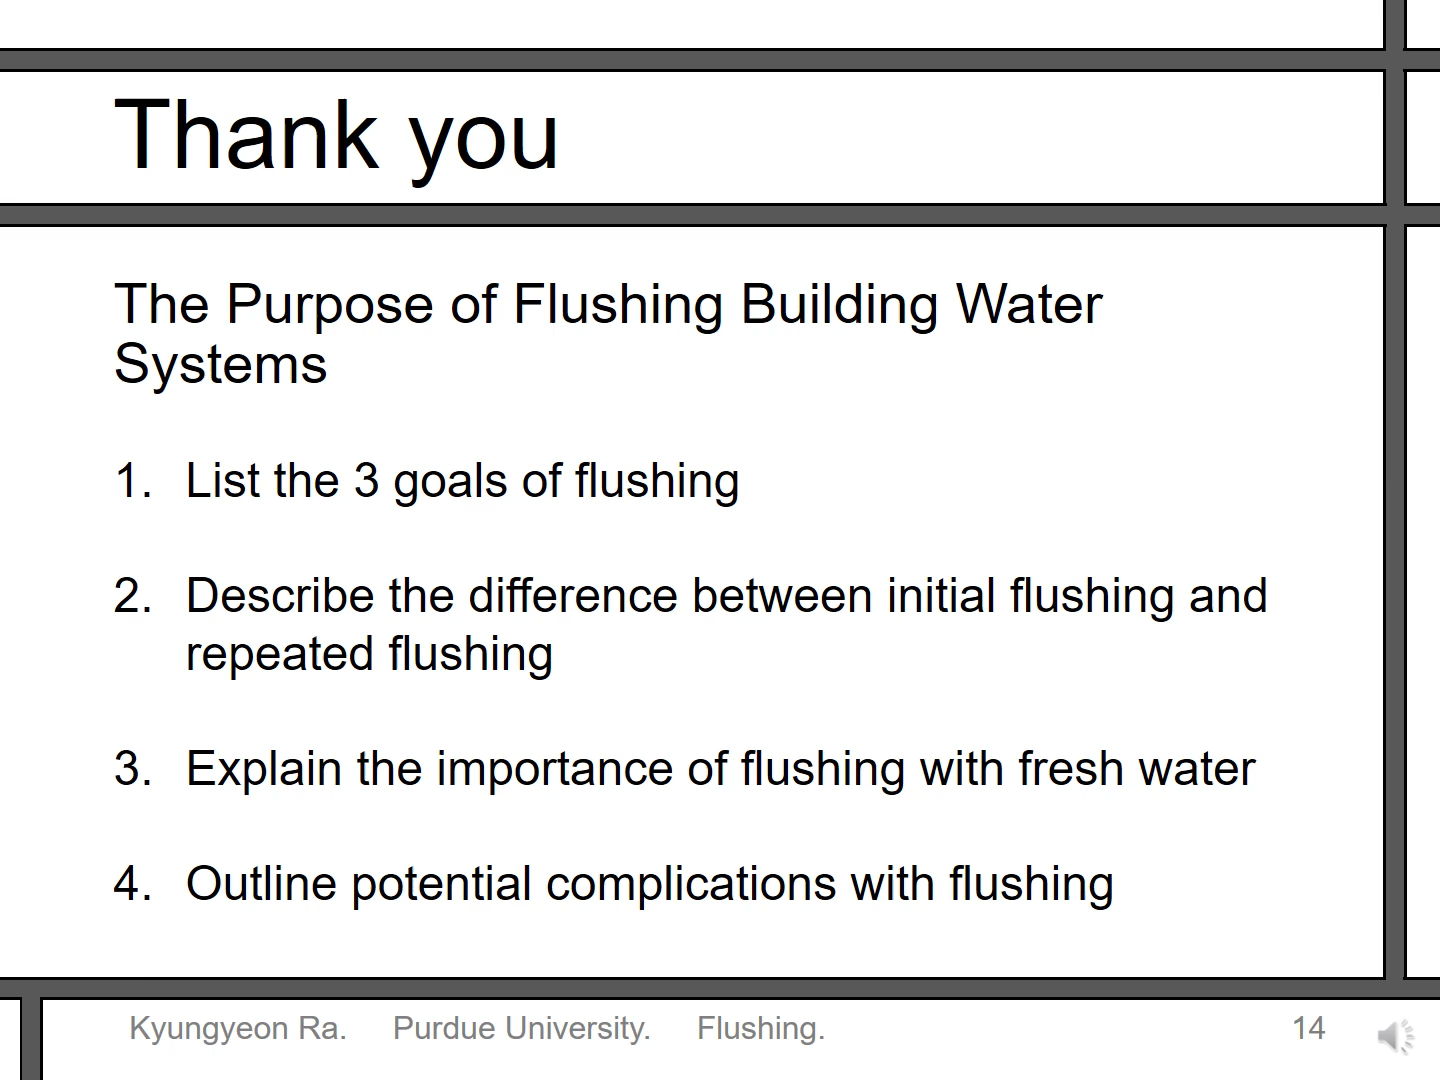 Thank you
The Purpose of Flushing Building Water
Systems
1. List the 3 goals of flushing
2. Describe the difference between initial flushing and
repeated flushing
3. Explain the importance of flushing with fresh water
4. Outline potential complications with flushing
Kyungyeon Ra. Purdue University. Flushing. 14